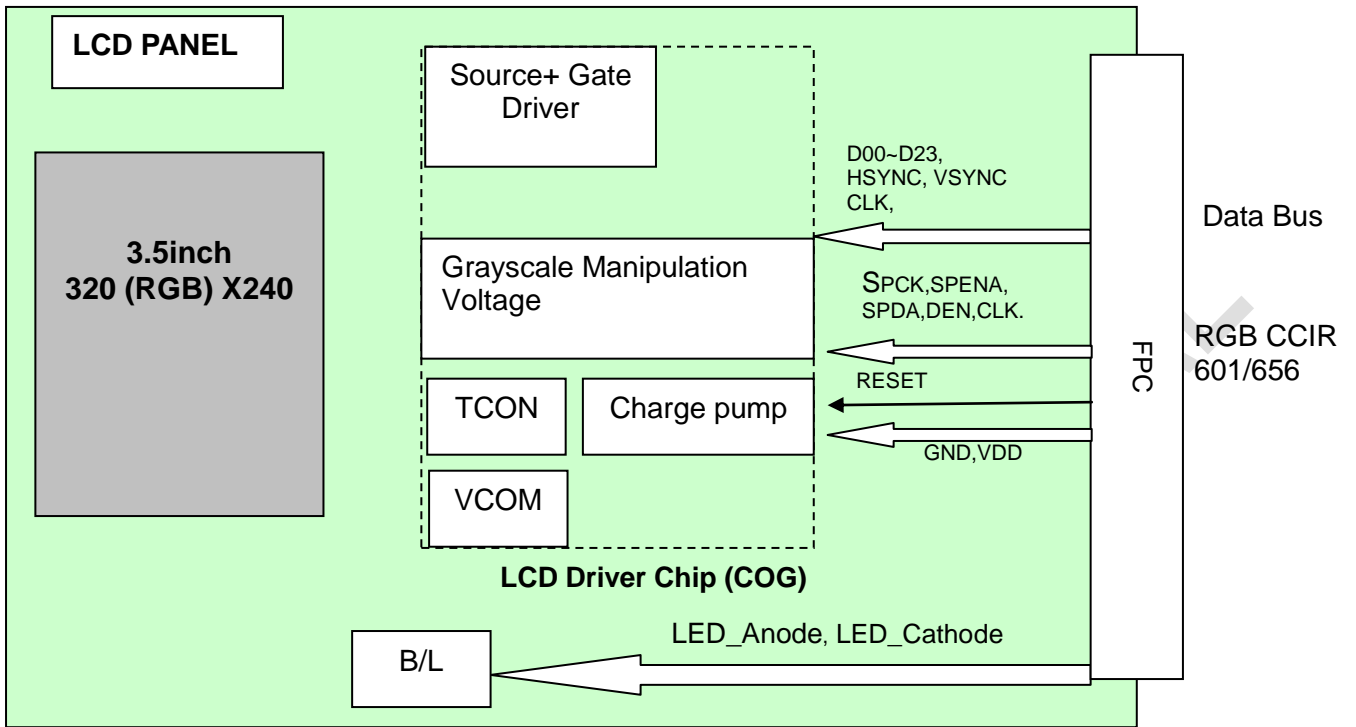 LCD PANEL
Source+ Gate
Driver
D00~D23,
HSYNC, VSYNC
CLK,
Data Bus
3.5inch
320 (RGB) X240
Grayscale Manipulation
Voltage
SPCK,SPENA,
SPDA,DEN,CLK.
FPC
RGB CCIR
601/656
RESET
TCON
Charge pump
GND,VDD
VCOM
LCD Driver Chip (COG)
LED_Anode, LED_Cathode
B/L